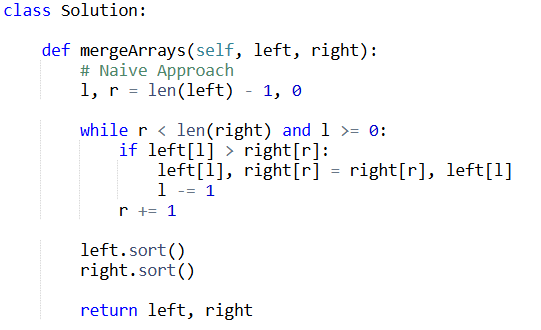 class Solution:
    def mergeArrays(self, left, right):
        # Naive Approach
        l, r = len(left) - 1, 0
        while r < len(right) and l >= 0:
            if left[l] > right[r]:
                left[l], right[r] = right[r], left[l]
                l -= 1
            r += 1
        left.sort()
        right.sort()
        return left, right